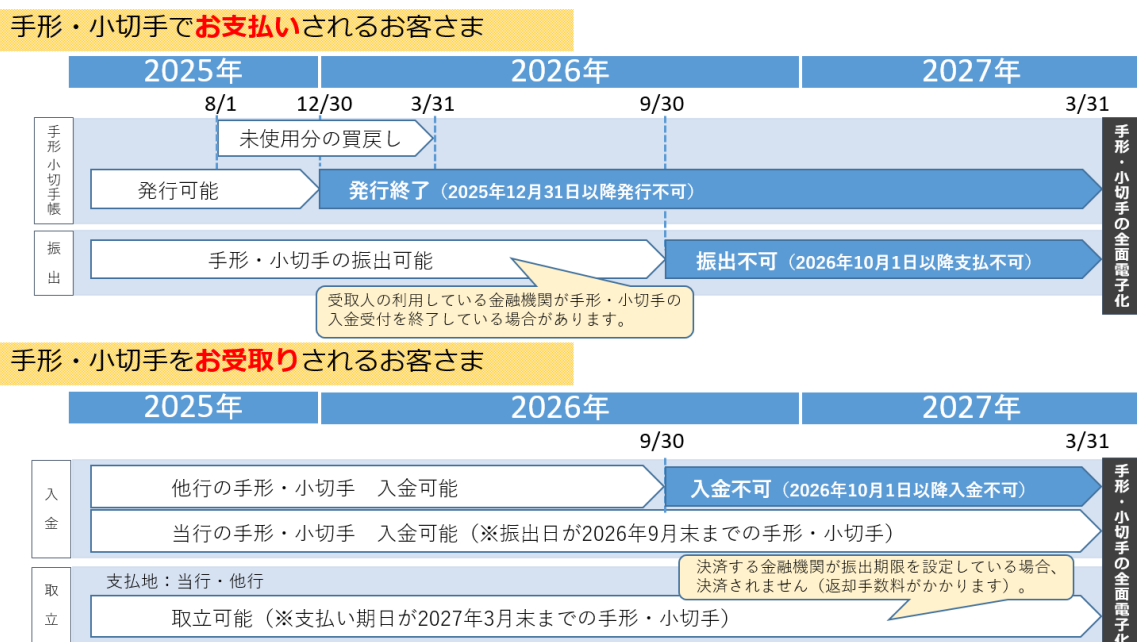 手形・小切手でお支払いされるお客さま
2025年
2026年
2027年
8/1
12/30
3/31
9/30
3/31
手形・小切手帳
未使用分の買戻し
発行可能
発行終了（2025年12月31日以降発行不可）
振出
手形・小切手の振出可能
振出不可（2026年10月1日以降支払不可）
受取人の利用している金融機関が手形・小切手の
入金受付を終了している場合があります。
手形・小切手の全面電子化
手形・小切手をお受取りされるお客さま
2025年
2026年
2027年
9/30
3/31
入金
他行の手形・小切手　入金可能
入金不可（2026年10月1日以降入金不可）
当行の手形・小切手　入金可能（※振出日が2026年9月末までの手形・小切手）
決済する金融機関が振出期限を設定している場合、
決済されません（返却手数料がかかります）。
取立
支払地：当行・他行
取立可能（※支払い期日が2027年3月末までの手形・小切手）
手形・小切手の全面電子化